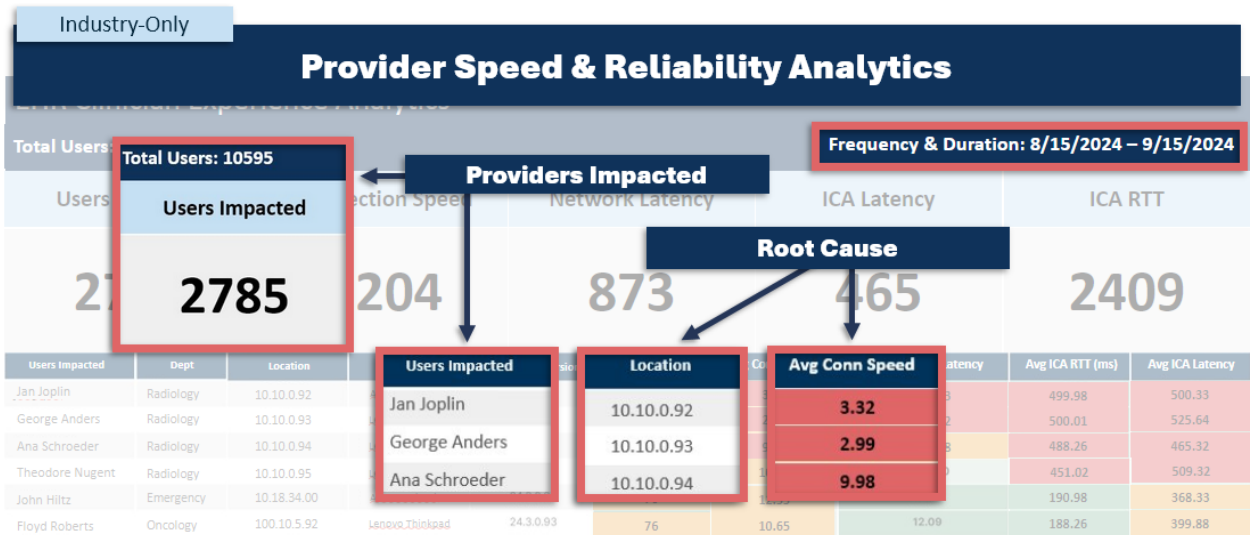 Industry-Only
Provider Speed & Reliability Analytics
Total Users:
Total Users: 10595
Frequency & Duration: 8/15/2024 – 9/15/2024
Providers Impacted
Users
Users Impacted
ection Speed
Network Latency
ICA Latency
ICA RTT
Root Cause
27
2785
204
873
465
2409
Users Impacted Dept Location Users Impacted Location Avg Conn Speed atency Avg ICA RTT (ms) Avg ICA Latency
Jan Joplin Radiology 10.10.0.92 Jan Joplin 10.10.0.92 3.32 499.98 500.33
George Anders Radiology 10.10.0.93 George Anders 10.10.0.93 2.99 500.01 525.64
Ana Schroeder Radiology 10.10.0.94 Ana Schroeder 10.10.0.94 9.98 488.26 465.32
Theodore Nugent Radiology 10.10.0.95 451.02 509.32
John Hiltz Emergency 10.18.34.00 190.98 368.33
Floyd Roberts Oncology 100.10.5.92 Lenovo Thinkpad 24.3.0.93 76 10.65 12.09 188.26 399.88